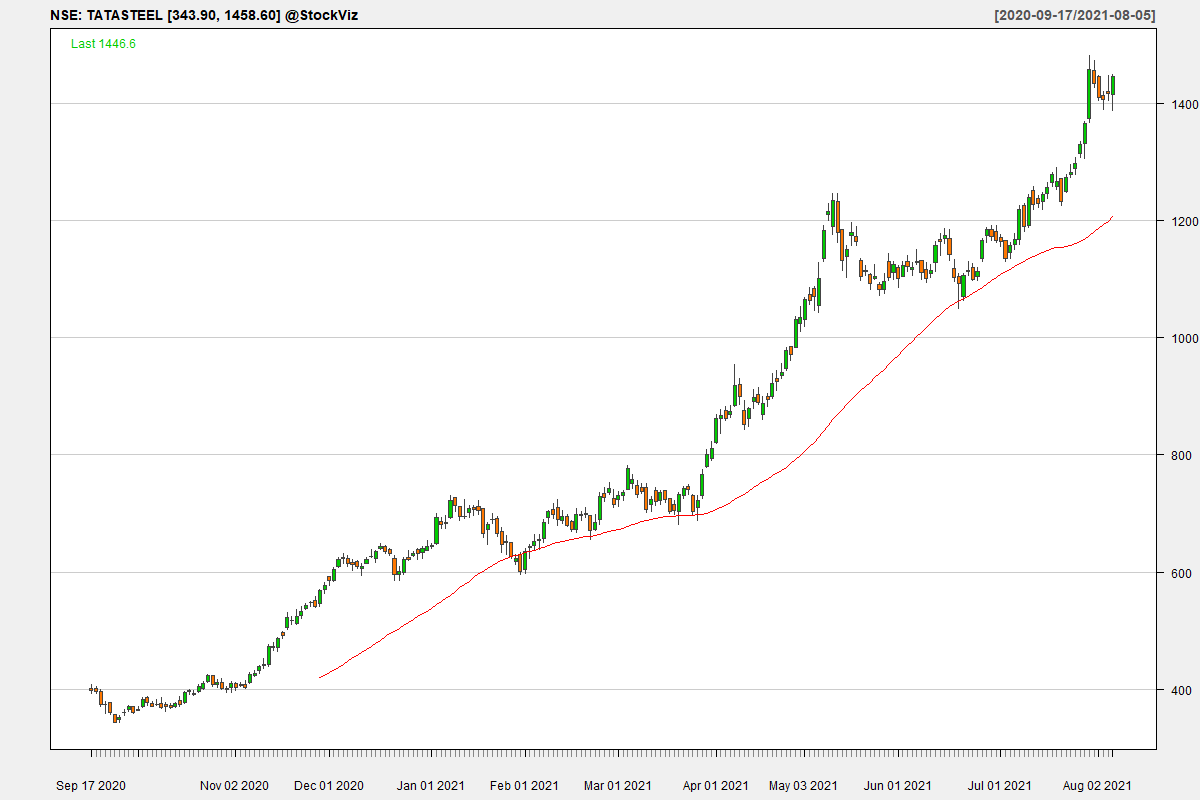 NSE: TATASTEEL [343.90, 1458.60] @StockViz [2020-09-17/2021-08-05]
Last 1446.6
1400
1200
1000
800
600
400
Sep 17 2020 Nov 02 2020 Dec 01 2020 Jan 01 2021 Feb 01 2021 Mar 01 2021 Apr 01 2021 May 03 2021 Jun 01 2021 Jul 01 2021 Aug 02 2021